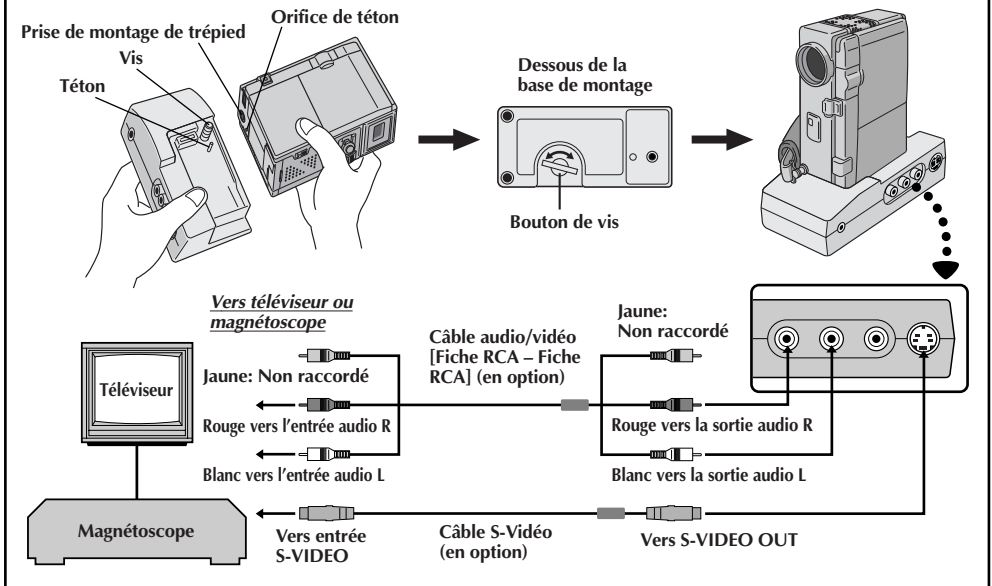 Orifice de téton
Prise de montage de trépied
Vis
Téton
Dessous de la
base de montage
Bouton de vis
Vers téléviseur ou
magnétoscope
Jaune:
Non raccordé
Câble audio/vidéo
[Fiche RCA – Fiche
RCA] (en option)
Téléviseur
Jaune: Non raccordé
Rouge vers l'entrée audio R
Rouge vers la sortie audio R
Blanc vers l'entrée audio L
Blanc vers la sortie audio L
Magnétoscope
Vers entrée
S-VIDEO
Câble S-Vidéo
(en option)
Vers S-VIDEO OUT